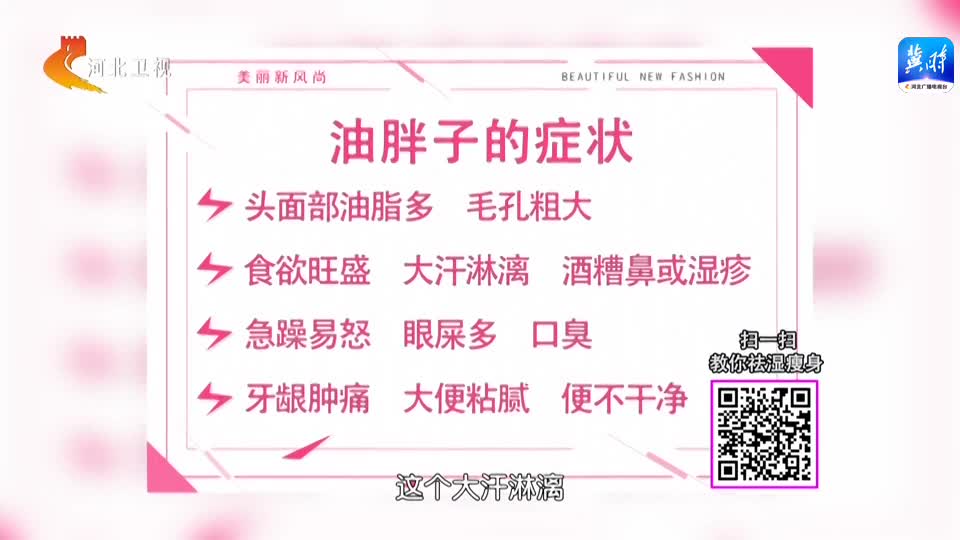 河北卫视
冀时
河北广播电视台
美丽新风尚
BEAUTIFUL NEW FASHION
油胖子的症状
头面部油脂多 毛孔粗大
食欲旺盛 大汗淋漓 酒糟鼻或湿疹
急躁易怒 眼屎多 口臭
牙龈肿痛 大便粘腻 便不干净
扫一扫
教你祛湿瘦身
这个大汗淋漓